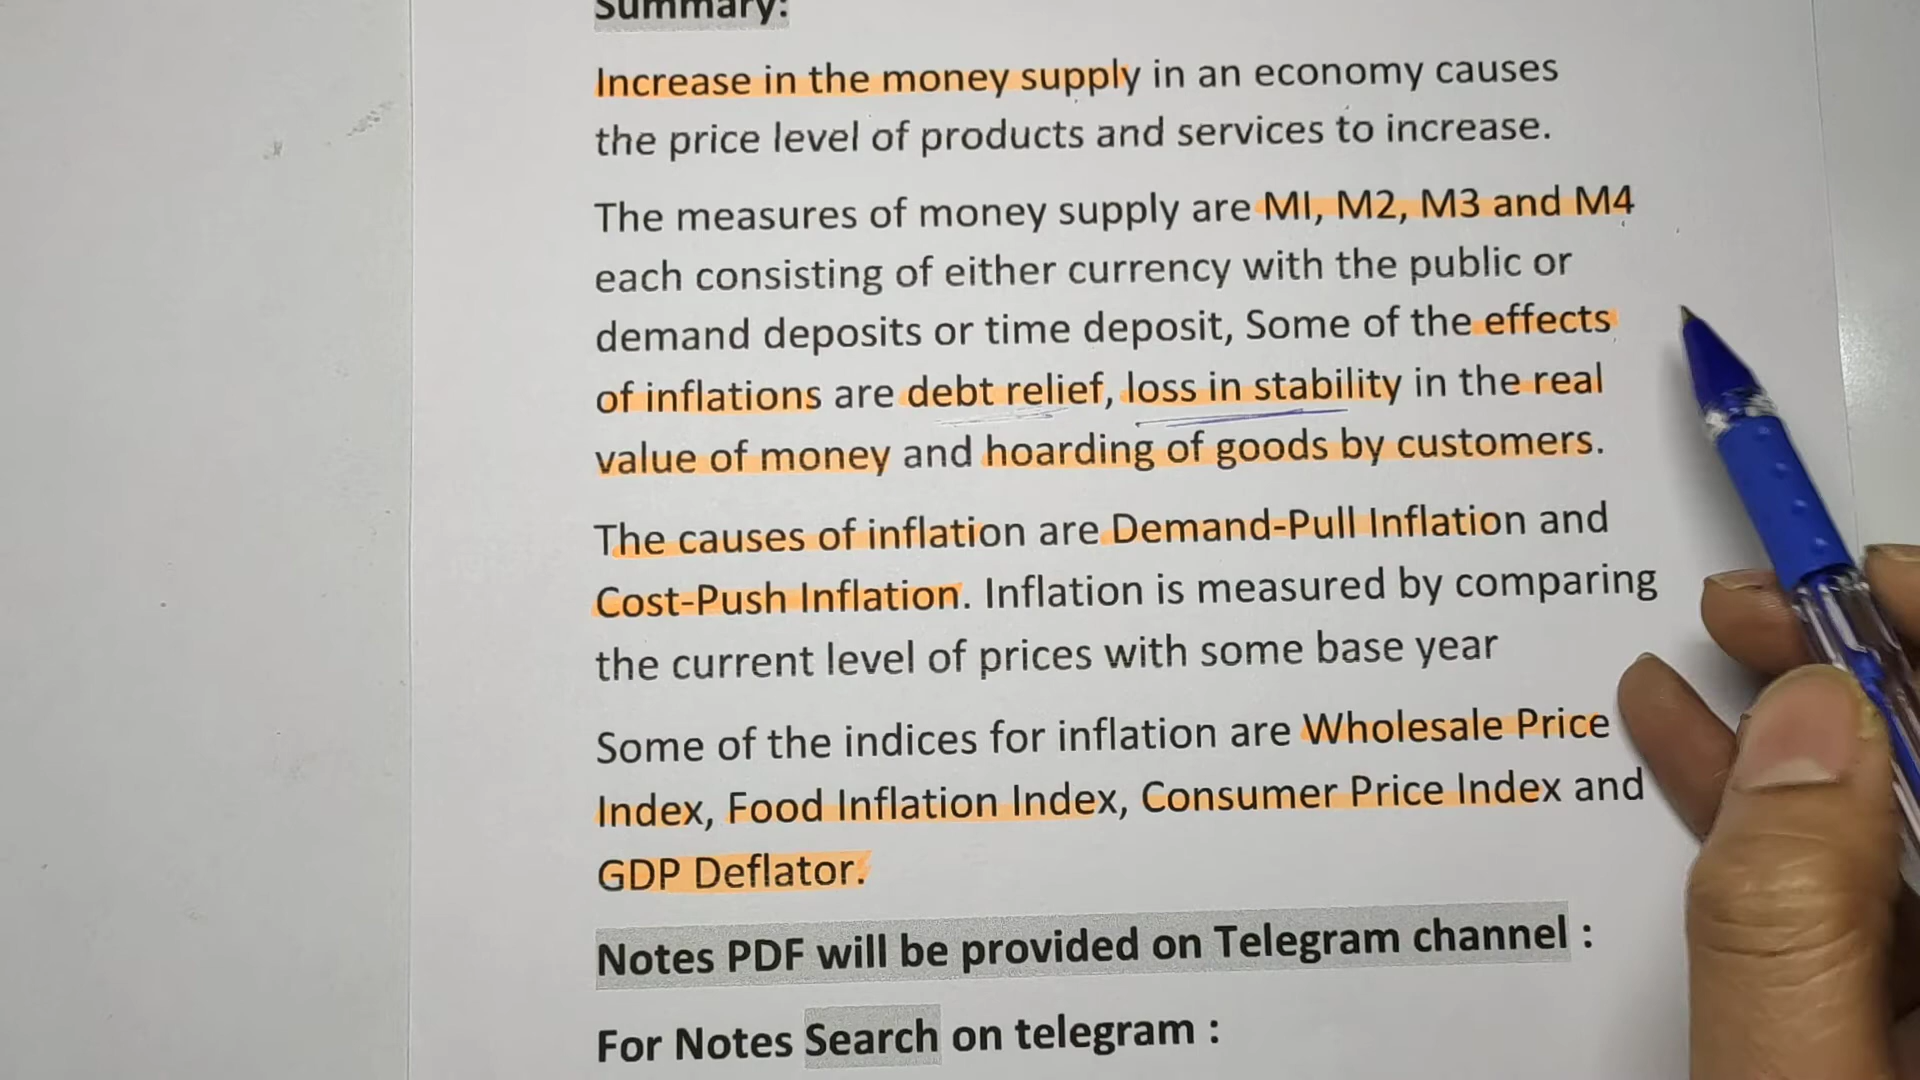 Summary:
Increase in the money supply in an economy causes
the price level of products and services to increase.
The measures of money supply are MI, M2, M3 and M4
each consisting of either currency with the public or
demand deposits or time deposit, Some of the effects
of inflations are debt relief, loss in stability in the real
value of money and hoarding of goods by customers.
The causes of inflation are Demand-Pull Inflation and
Cost-Push Inflation. Inflation is measured by comparing
the current level of prices with some base year
Some of the indices for inflation are Wholesale Price
Index, Food Inflation Index, Consumer Price Index and
GDP Deflator.
Notes PDF will be provided on Telegram channel :
For Notes Search on telegram :